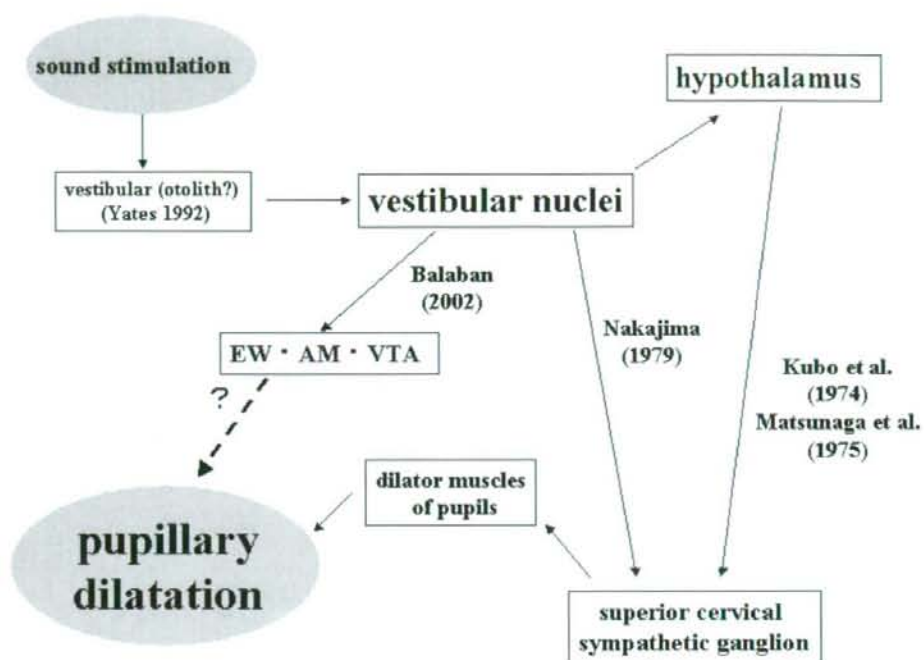 sound stimulation
hypothalamus
vestibular (otolith?)
(Yates 1992)
vestibular nuclei
Balaban
(2002)
Nakajima
(1979)
EW・AM・VTA
?
Kubo et al.
(1974)
Matsunaga et al.
(1975)
dilator muscles
of pupils
pupillary
dilatation
superior cervical
sympathetic ganglion